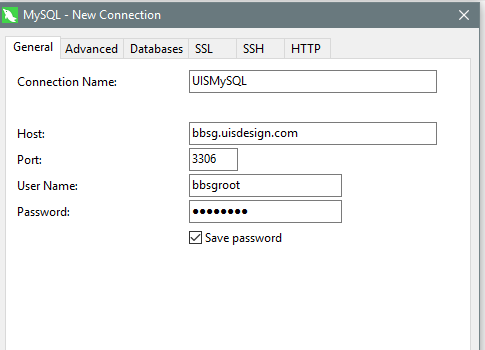 MySQL - New Connection
General Advanced Databases SSL SSH HTTP
Connection Name: UISMySQL
Host: bbsg.uisdesign.com
Port: 3306
User Name: bbsgroot
Password: ●●●●●●●●
Save password